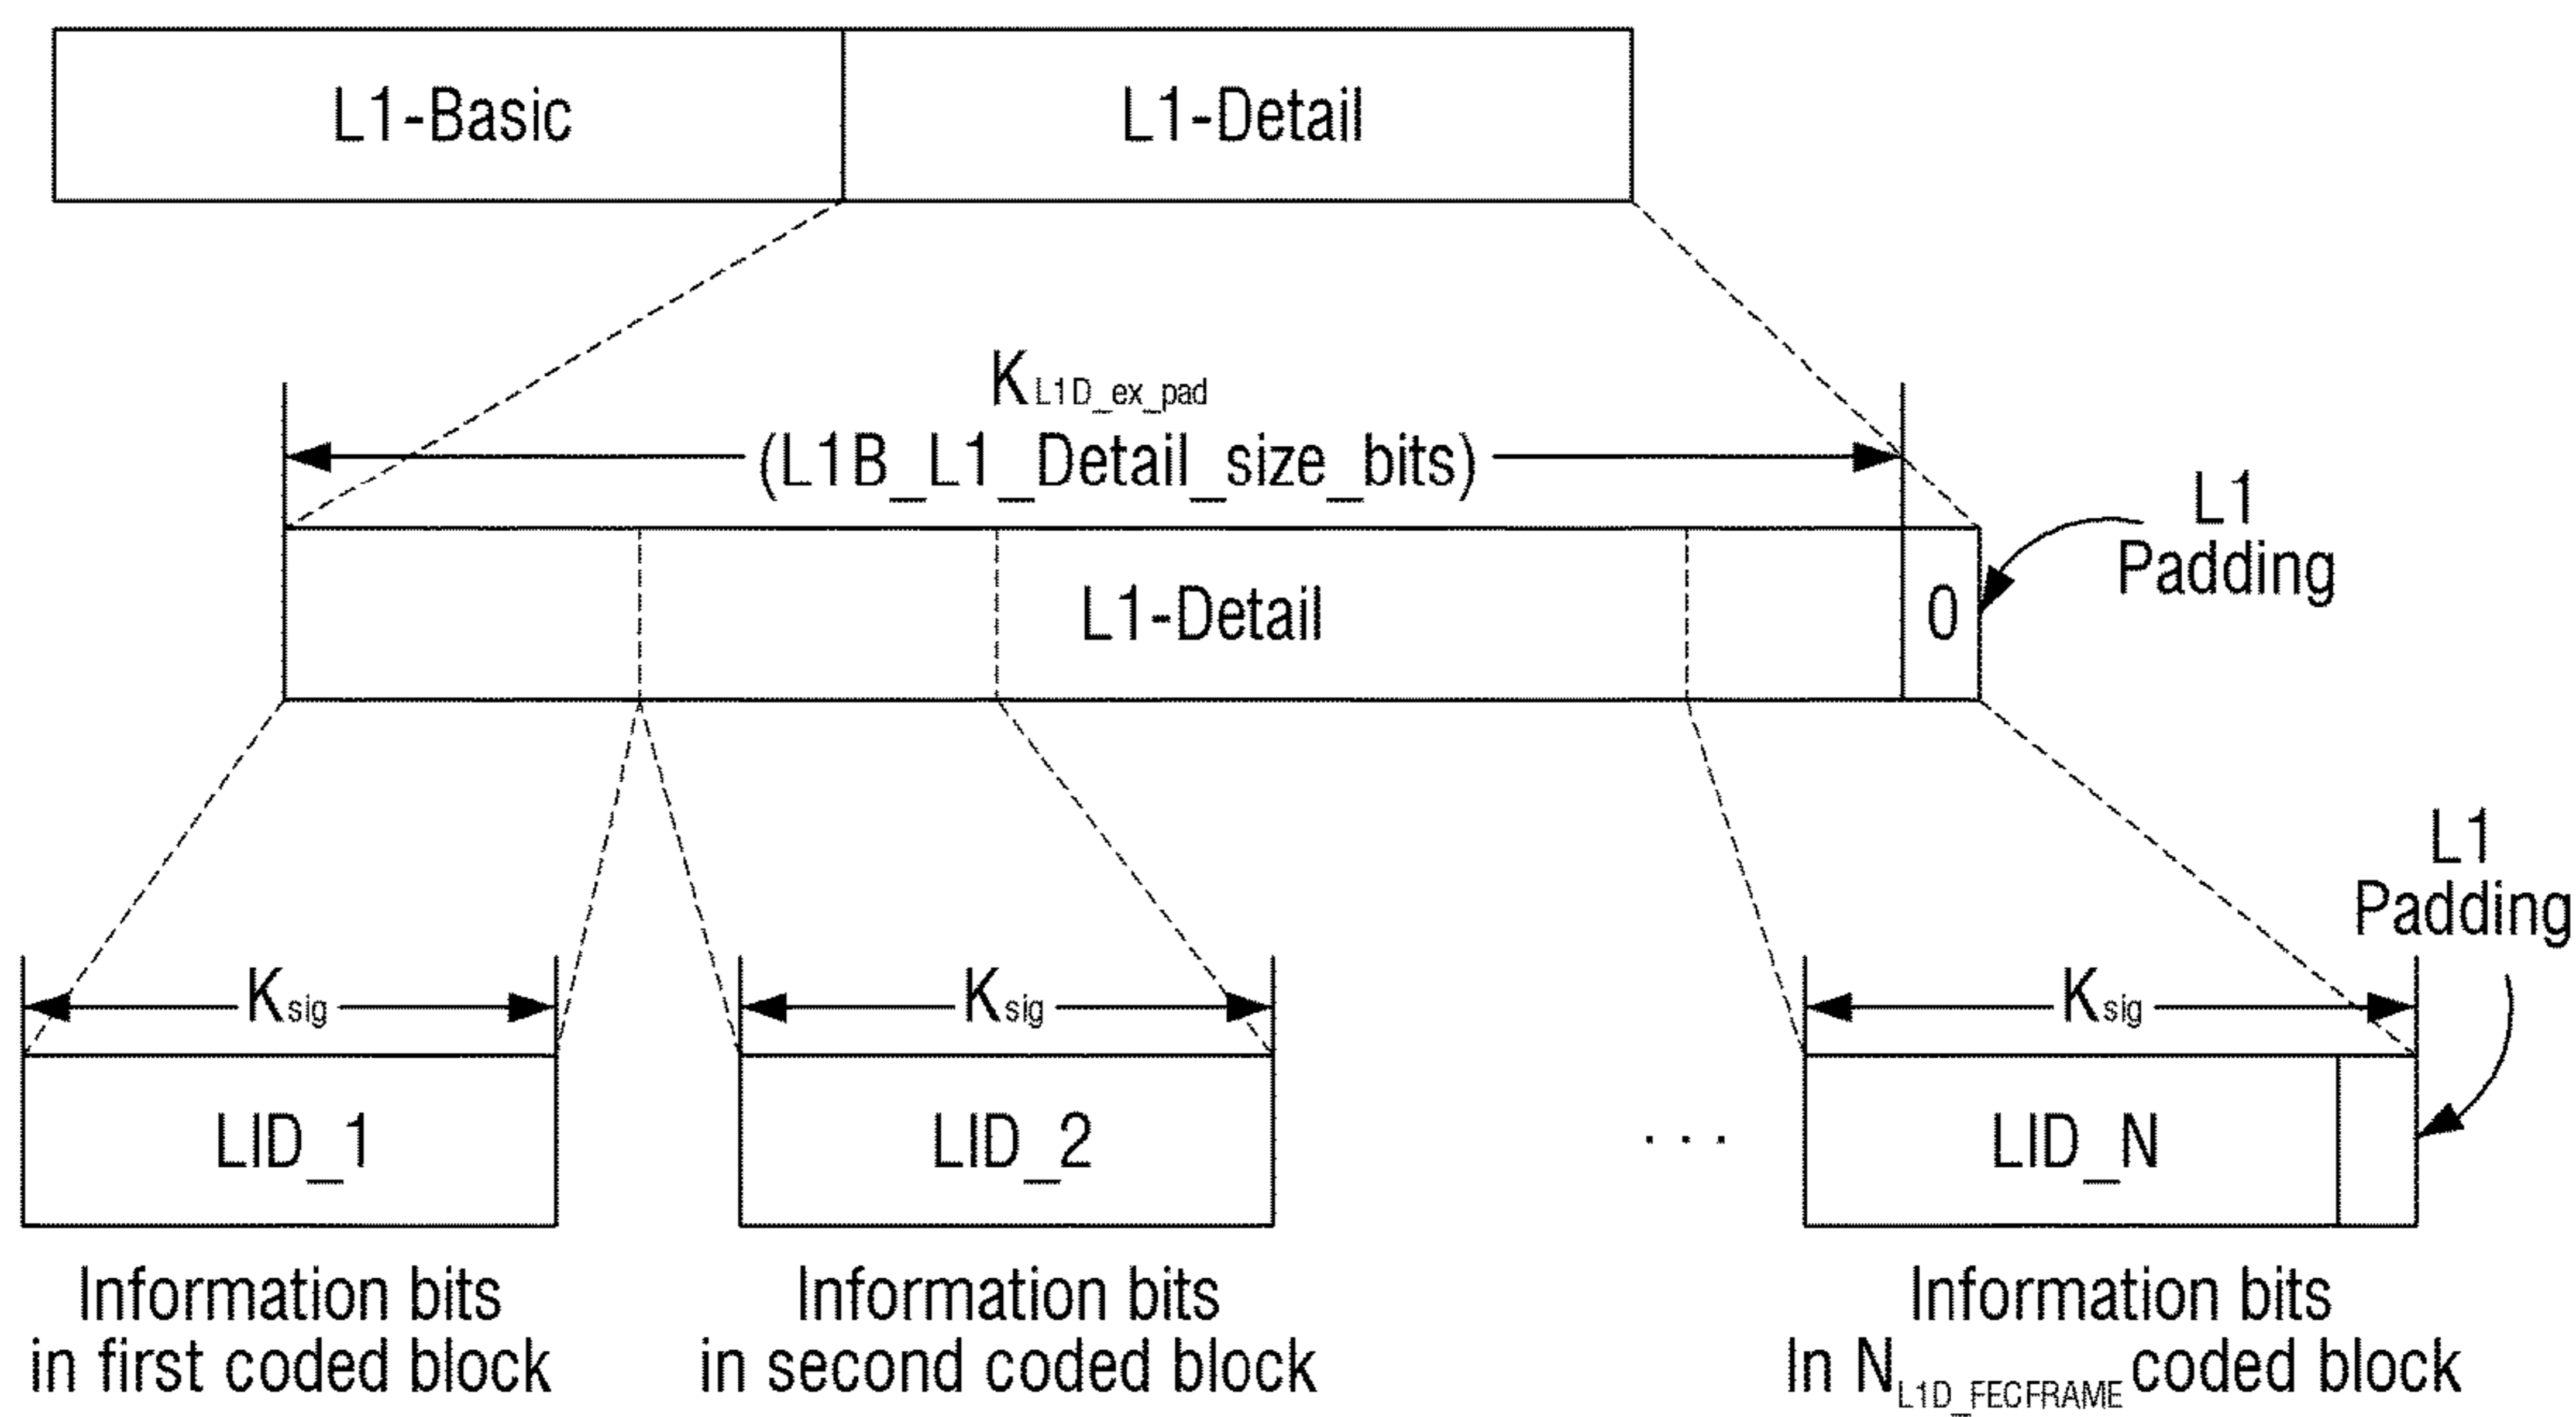 L1-Basic
L1-Detail
K L1D_ex_pad
(L1B_L1_Detail_size_bits)
L1
Padding
L1-Detail
0
L1
Padding
Ksig
Ksig
Ksig
LID_1
LID_2
. . .
LID_N
Information bits
in first coded block
Information bits
in second coded block
Information bits
In NL1D_FECFRAME coded block